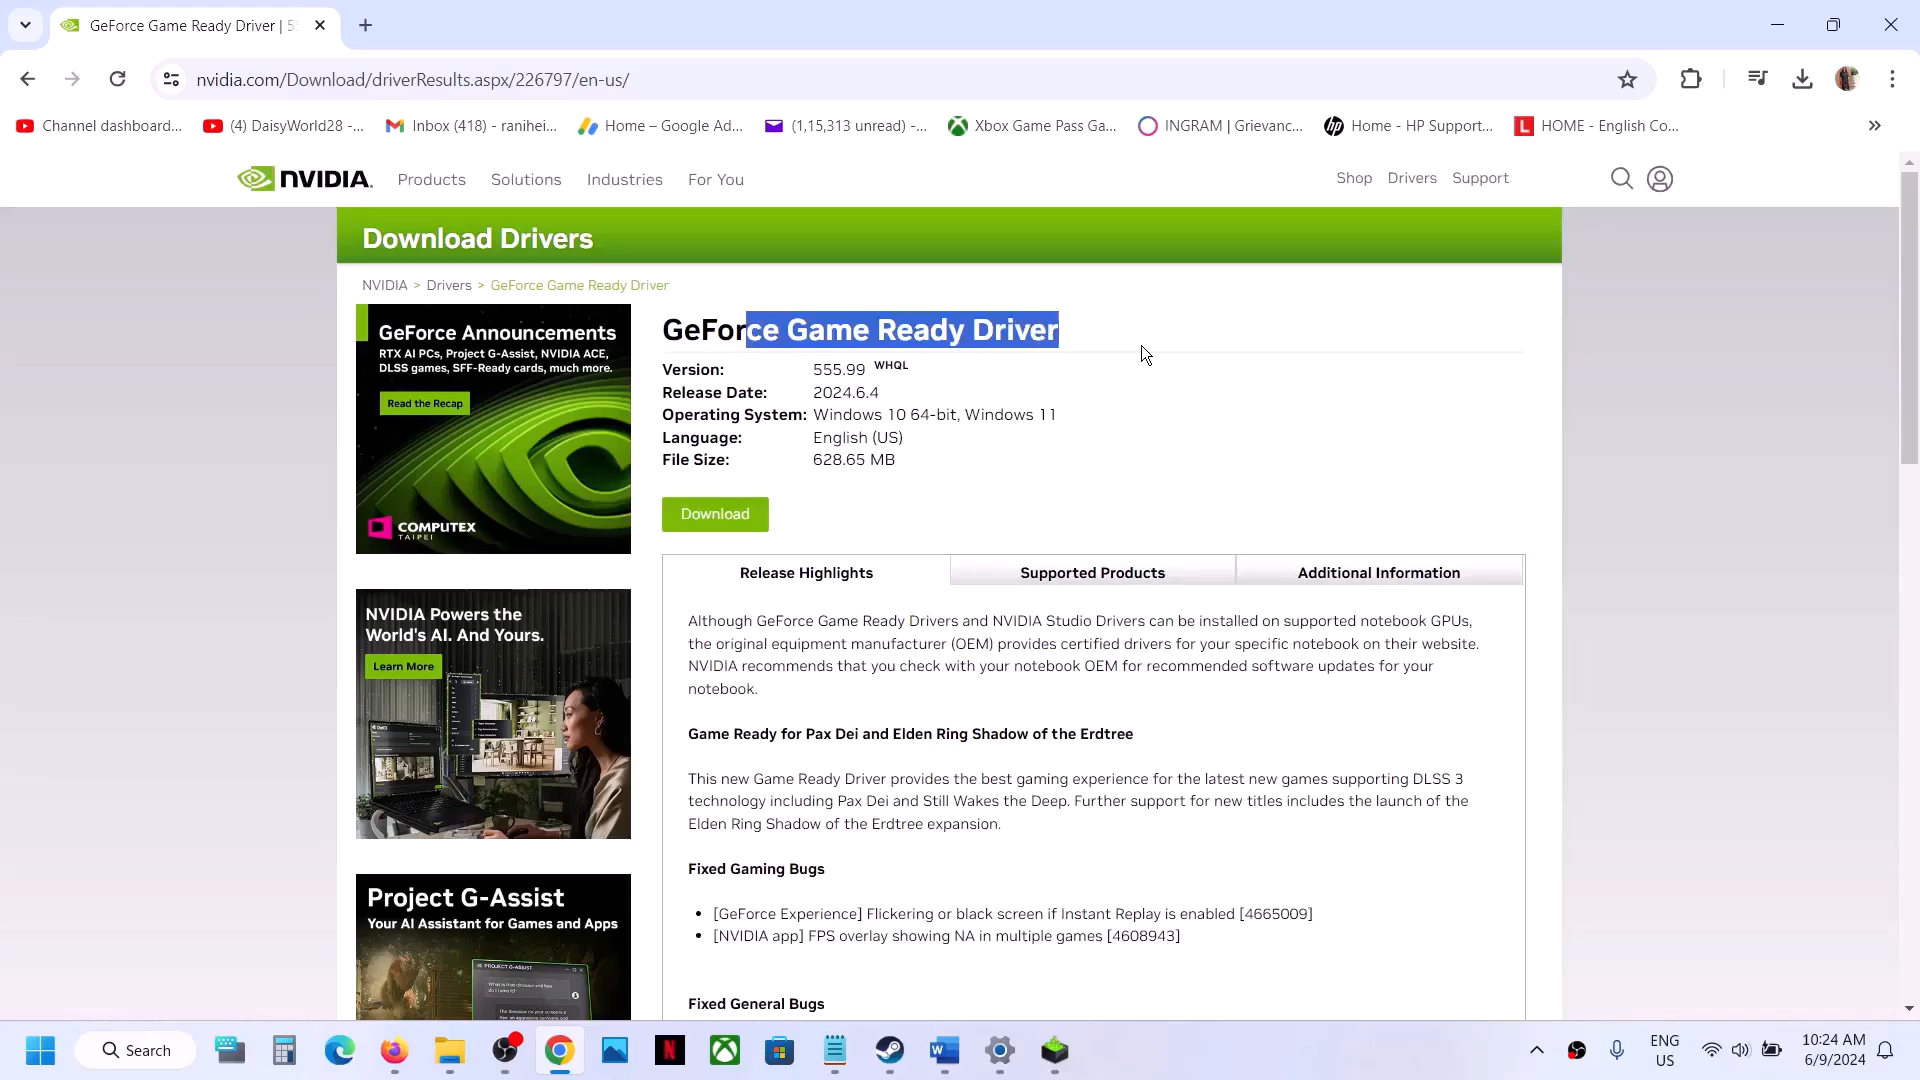 GeForce Game Ready Driver | 55
nvidia.com/Download/driverResults.aspx/226797/en-us/
Channel dashboard...
(4) DaisyWorld28 -...
Inbox (418) - ranihei...
Home – Google Ad...
(1,15,313 unread) -...
Xbox Game Pass Ga...
INGRAM | Grievanc...
Home - HP Support...
HOME - English Co...
NVIDIA.
Products
Solutions
Industries
For You
Shop
Drivers
Support
Download Drivers
NVIDIA > Drivers > GeForce Game Ready Driver
GeForce Announcements
RTX AI PCs, Project G-Assist, NVIDIA ACE,
DLSS games, SFF-Ready cards, much more.
Read the Recap
COMPUTEX
TAIPEI
GeForce Game Ready Driver
Version: 555.99 WHQL
Release Date: 2024.6.4
Operating System: Windows 10 64-bit, Windows 11
Language: English (US)
File Size: 628.65 MB
Download
Release Highlights
Supported Products
Additional Information
NVIDIA Powers the
World's AI. And Yours.
Learn More
Although GeForce Game Ready Drivers and NVIDIA Studio Drivers can be installed on supported notebook GPUs,
the original equipment manufacturer (OEM) provides certified drivers for your specific notebook on their website.
NVIDIA recommends that you check with your notebook OEM for recommended software updates for your
notebook.
Game Ready for Pax Dei and Elden Ring Shadow of the Erdtree
This new Game Ready Driver provides the best gaming experience for the latest new games supporting DLSS 3
technology including Pax Dei and Still Wakes the Deep. Further support for new titles includes the launch of the
Elden Ring Shadow of the Erdtree expansion.
Fixed Gaming Bugs
• [GeForce Experience] Flickering or black screen if Instant Replay is enabled [4665009]
• [NVIDIA app] FPS overlay showing NA in multiple games [4608943]
Fixed General Bugs
Project G-Assist
Your AI Assistant for Games and Apps
PROJECT G-ASSIST
Search
ENG
US
10:24 AM
6/9/2024